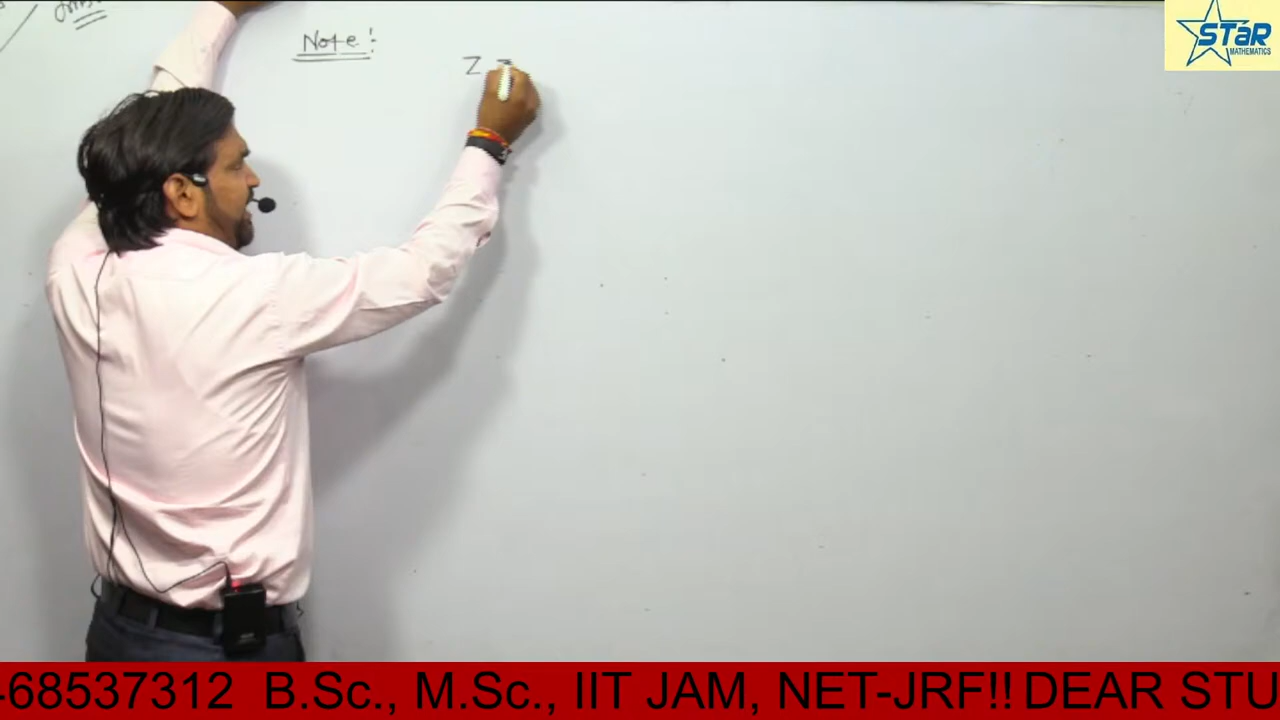 Note :
Z =
STAR
MATHEMATICS
-68537312 B.Sc., M.Sc., IIT JAM, NET-JRF!! DEAR STU